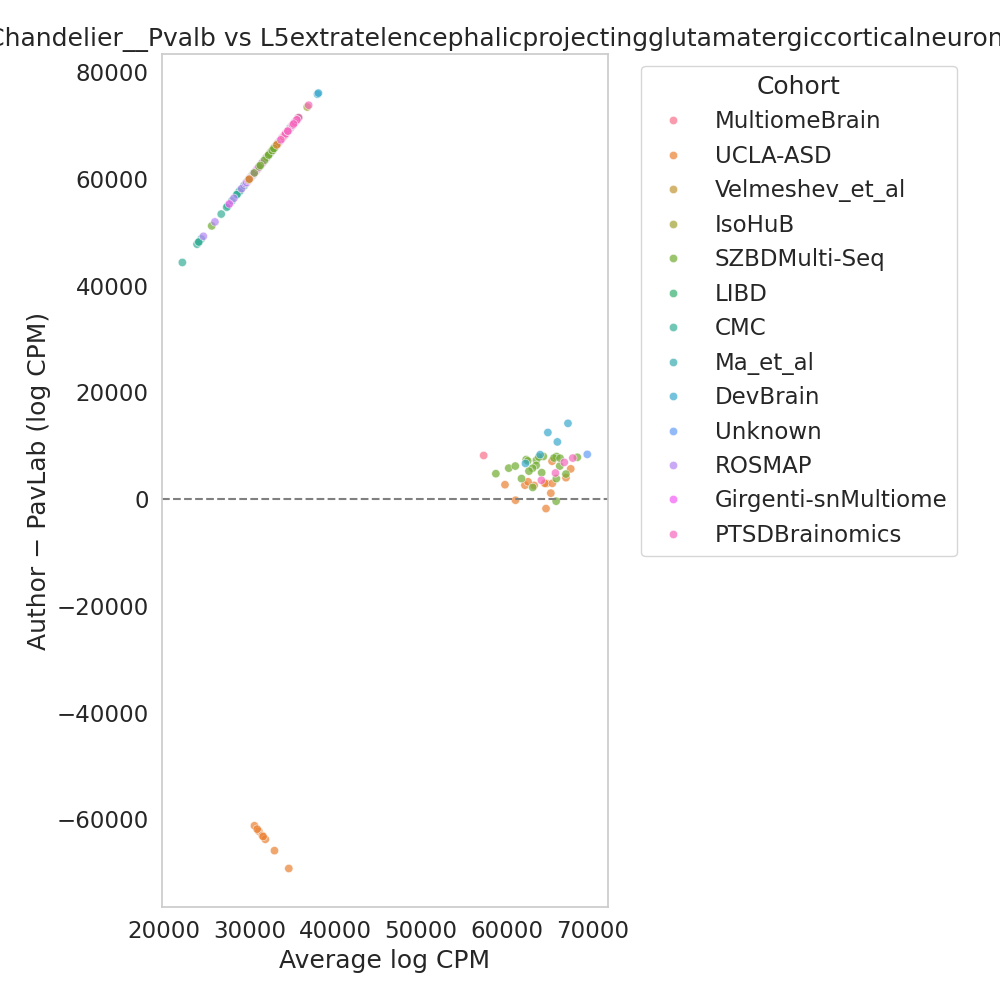 Chandelier__Pvalb vs L5extratelencephalicprojectingglutamatergiccorticalneuron
80000
60000
40000
20000
0
−20000
−40000
−60000
Author − PavLab (log CPM)
20000 30000 40000 50000 60000 70000
Average log CPM
Cohort
MultiomeBrain
UCLA-ASD
Velmeshev_et_al
IsoHuB
SZBDMulti-Seq
LIBD
CMC
Ma_et_al
DevBrain
Unknown
ROSMAP
Girgenti-snMultiome
PTSDBrainomics